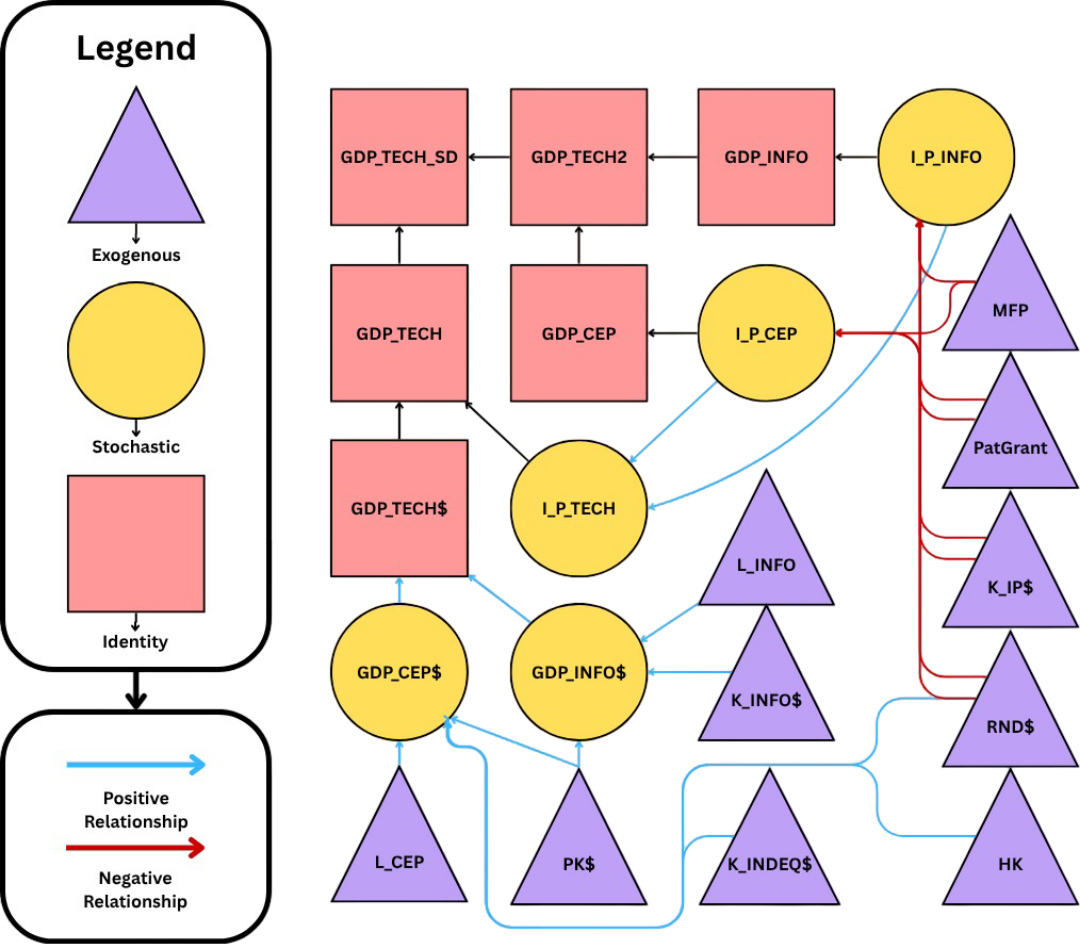 Legend
Exogenous
Stochastic
Identity
Positive
Relationship
Negative
Relationship
GDP_TECH_SD
GDP_TECH2
GDP_INFO
I_P_INFO
MFP
GDP_TECH
GDP_CEP
I_P_CEP
PatGrant
GDP_TECH$
I_P_TECH
L_INFO
K_IP$
GDP_CEP$
GDP_INFO$
K_INFO$
RND$
L_CEP
PK$
K_INDEQ$
HK